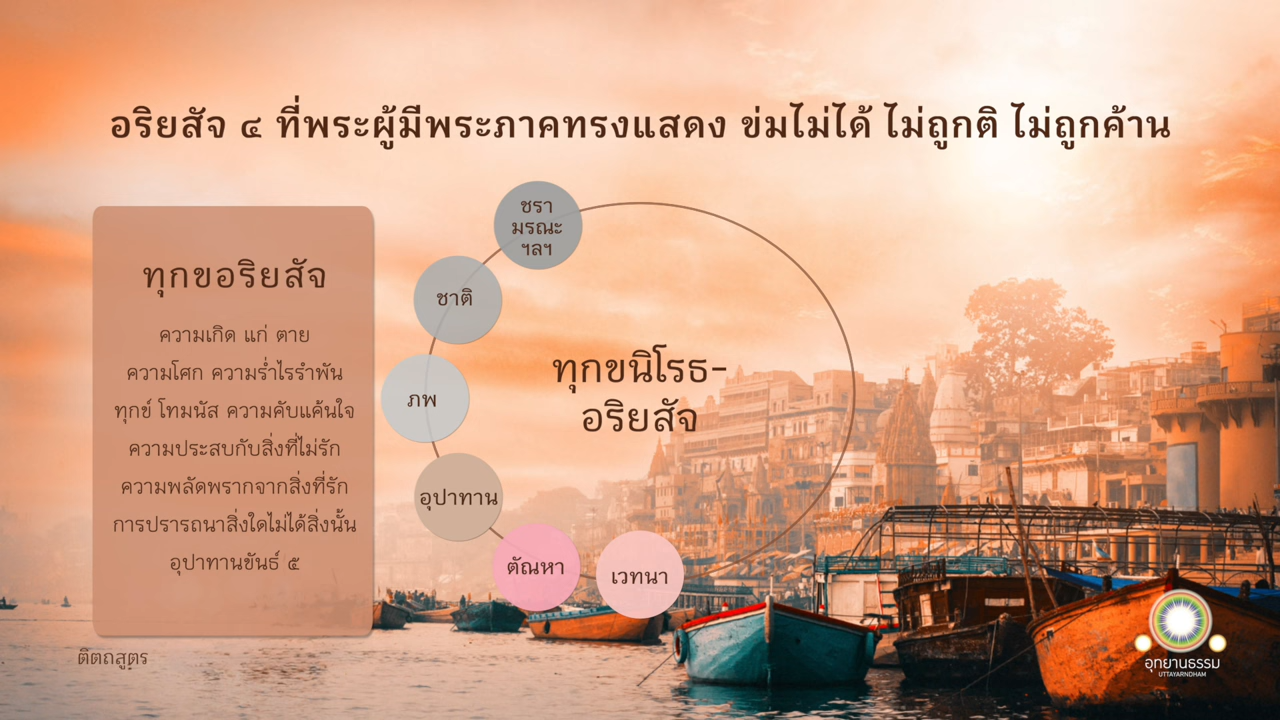 อริยสัจ ๔ ที่พระผู้มีพระภาคทรงแสดง ข่มไม่ได้ ไม่ถูกติ ไม่ถูกค้าน
ทุกขอริยสัจ
ความเกิด แก่ ตาย
ความโศก ความร่ำไรรำพัน
ทุกข์ โทมนัส ความคับแค้นใจ
ความประสบกับสิ่งที่ไม่รัก
ความพลัดพรากจากสิ่งที่รัก
การปรารถนาสิ่งใดไม่ได้สิ่งนั้น
อุปาทานขันธ์ ๕
ชรา
มรณะ
ฯลฯ
ชาติ
ภพ
อุปาทาน
ตัณหา
เวทนา
ทุกขนิโรธ-
อริยสัจ
ติตถสูตร
อุทยานธรรม
UTTAYARNDHAM